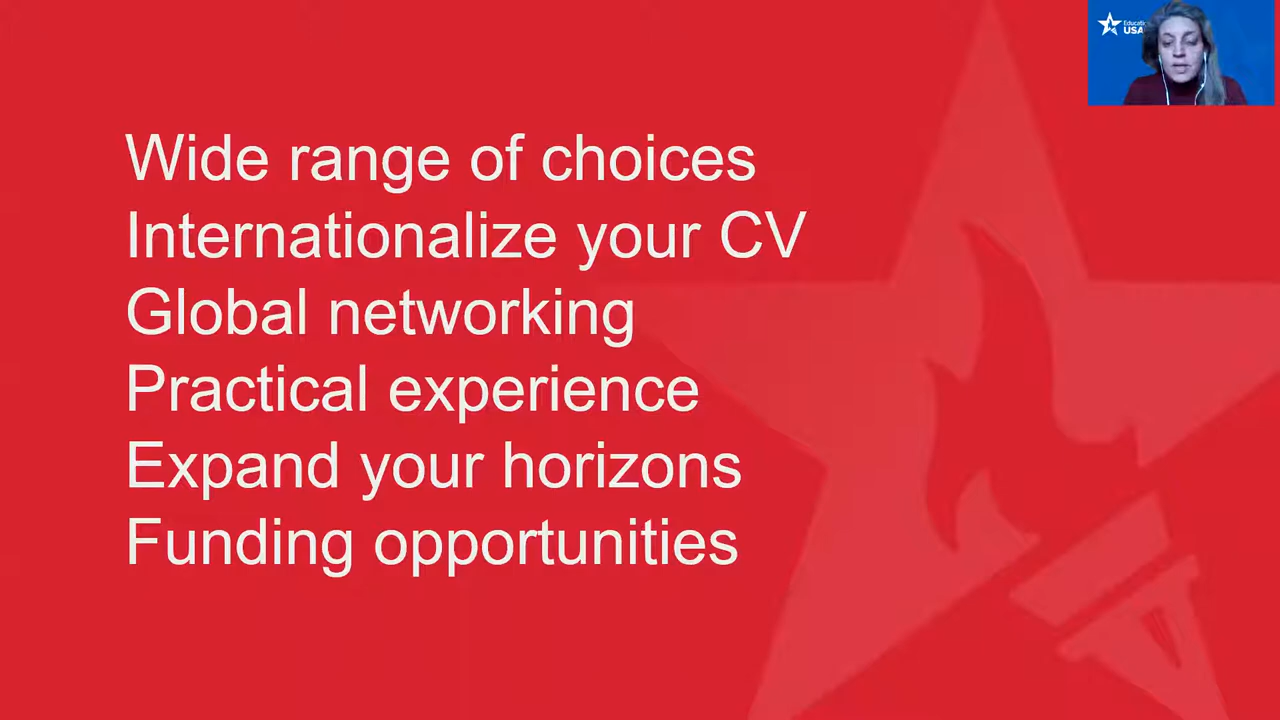 Wide range of choices
Internationalize your CV
Global networking
Practical experience
Expand your horizons
Funding opportunities
USA